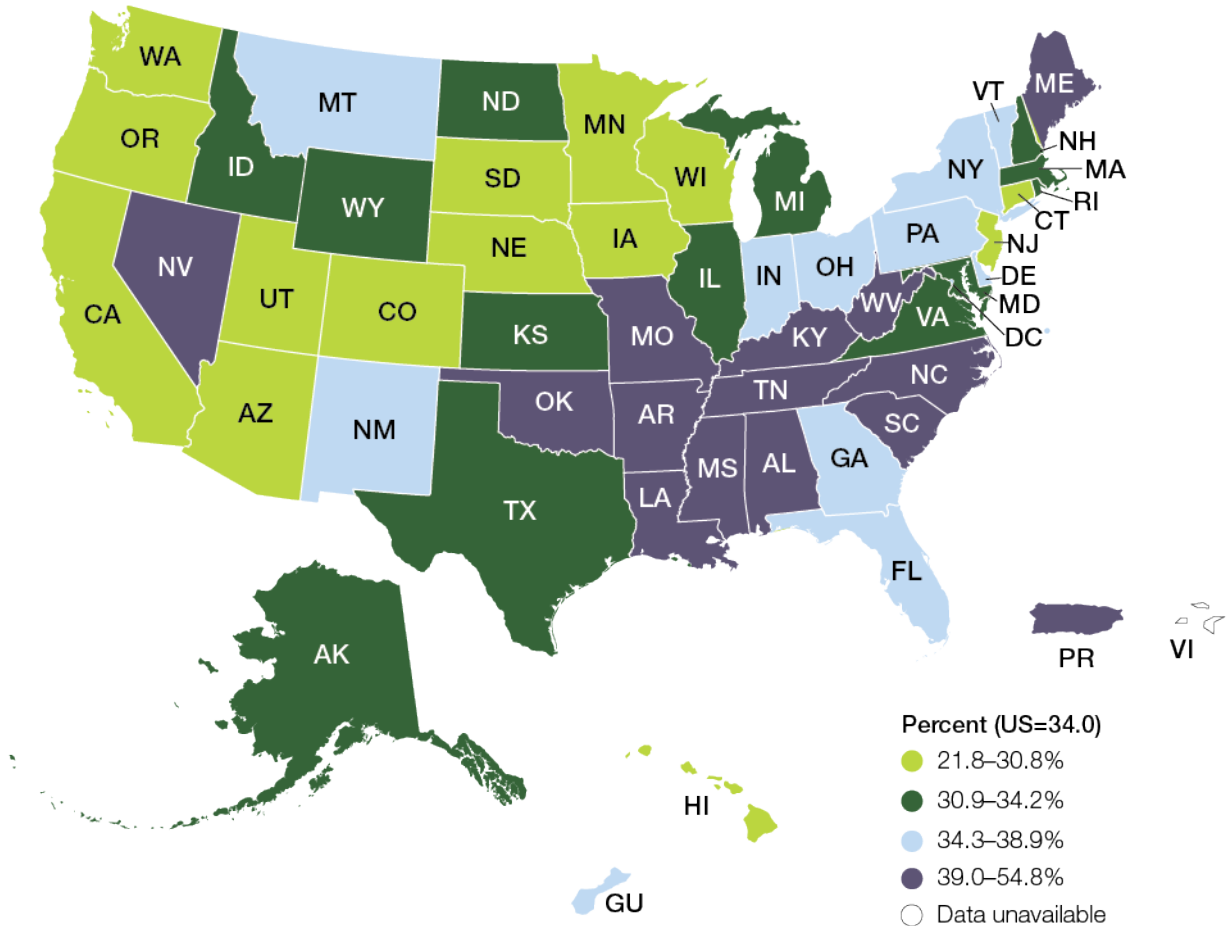 WA
MT
ND
MN
VT
ME
OR
ID
WY
SD
WI
MI
NY
NH
MA
RI
CT
NV
UT
CO
NE
IA
IL
IN
OH
PA
NJ
DE
MD
DC
CA
KS
MO
KY
WV
VA
AZ
NM
OK
AR
TN
NC
SC
TX
LA
MS
AL
GA
FL
AK
HI
GU
PR
VI
Percent (US=34.0)
21.8–30.8%
30.9–34.2%
34.3–38.9%
39.0–54.8%
Data unavailable